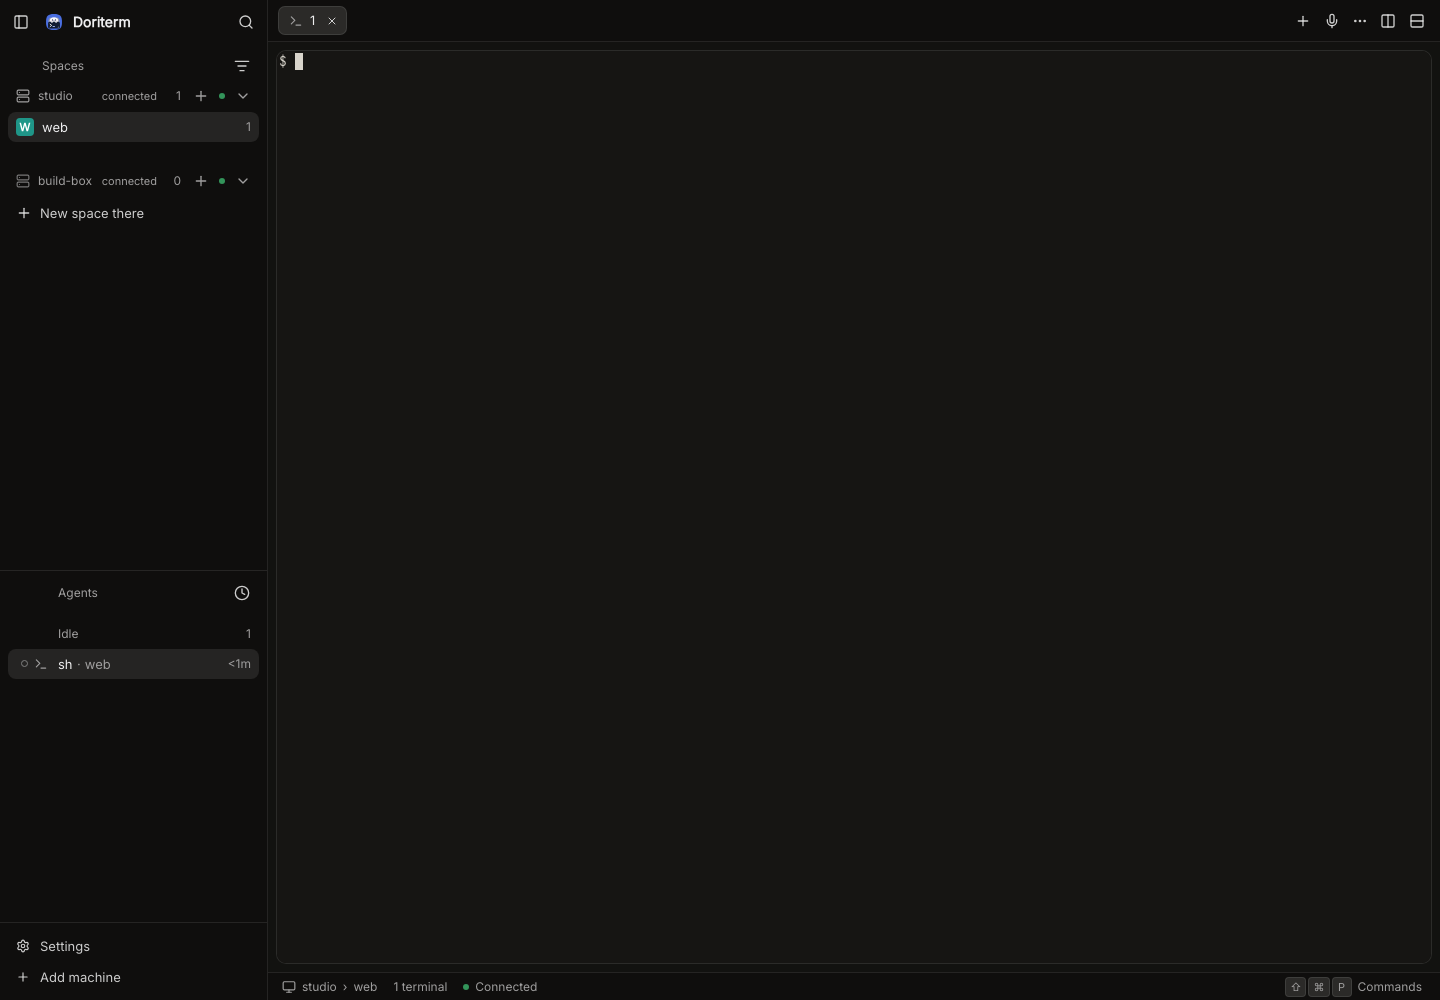 Doriterm
Spaces
studio connected 1
W web 1
build-box connected 0
New space there
Agents
Idle 1
sh · web <1m
Settings
Add machine
1
$
studio › web 1 terminal Connected
⇧ ⌘ P Commands